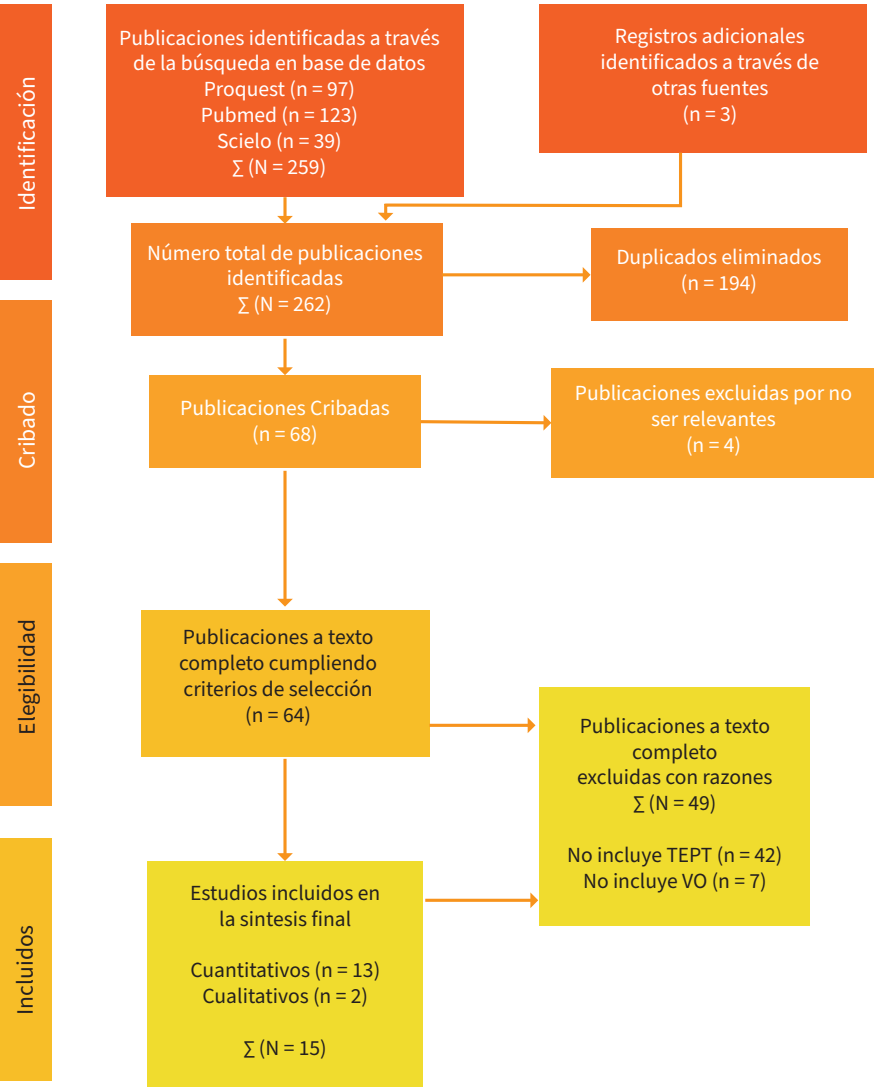 Identificación
Publicaciones identificadas a través
de la búsqueda en base de datos
Proquest (n = 97)
Pubmed (n = 123)
Scielo (n = 39)
∑ (N = 259)
Registros adicionales
identificados a través de
otras fuentes
(n = 3)
Número total de publicaciones
identificadas
∑ (N = 262)
Duplicados eliminados
(n = 194)
Cribado
Publicaciones Cribadas
(n = 68)
Publicaciones excluidas por no
ser relevantes
(n = 4)
Elegibilidad
Publicaciones a texto
completo cumpliendo
criterios de selección
(n = 64)
Publicaciones a texto
completo
excluidas con razones
∑ (N = 49)
No incluye TEPT (n = 42)
No incluye VO (n = 7)
Incluidos
Estudios incluidos en
la sintesis final
Cuantitativos (n = 13)
Cualitativos (n = 2)
∑ (N = 15)